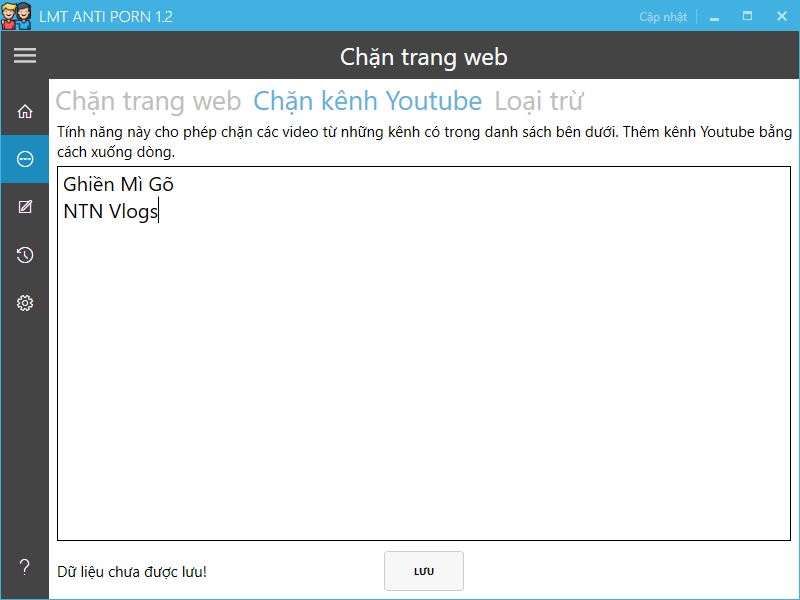 LMT ANTI PORN 1.2
Cập nhật
Chặn trang web
Chặn trang web Chặn kênh Youtube Loại trừ
Tính năng này cho phép chặn các video từ những kênh có trong danh sách bên dưới. Thêm kênh Youtube bằng
cách xuống dòng.
Ghiền Mì Gõ
NTN Vlogs
?
Dữ liệu chưa được lưu!
LƯU